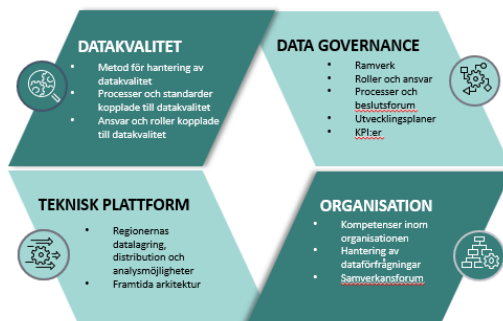 DATAKVALITET
• Metod för hantering av
datakvalitet
• Processer och standarder
kopplade till datakvalitet
• Ansvar och roller kopplade
till datakvalitet
DATA GOVERNANCE
• Ramverk
• Roller och ansvar
• Processer och
beslutsforum
• Utvecklingsplaner
• KPI:er
TEKNISK PLATTFORM
• Regionernas
datalagring,
distribution och
analysmöjligheter
• Framtida arkitektur
ORGANISATION
• Kompetenser inom
organisationen
• Hantering av
dataförfrågningar
• Samverkansforum